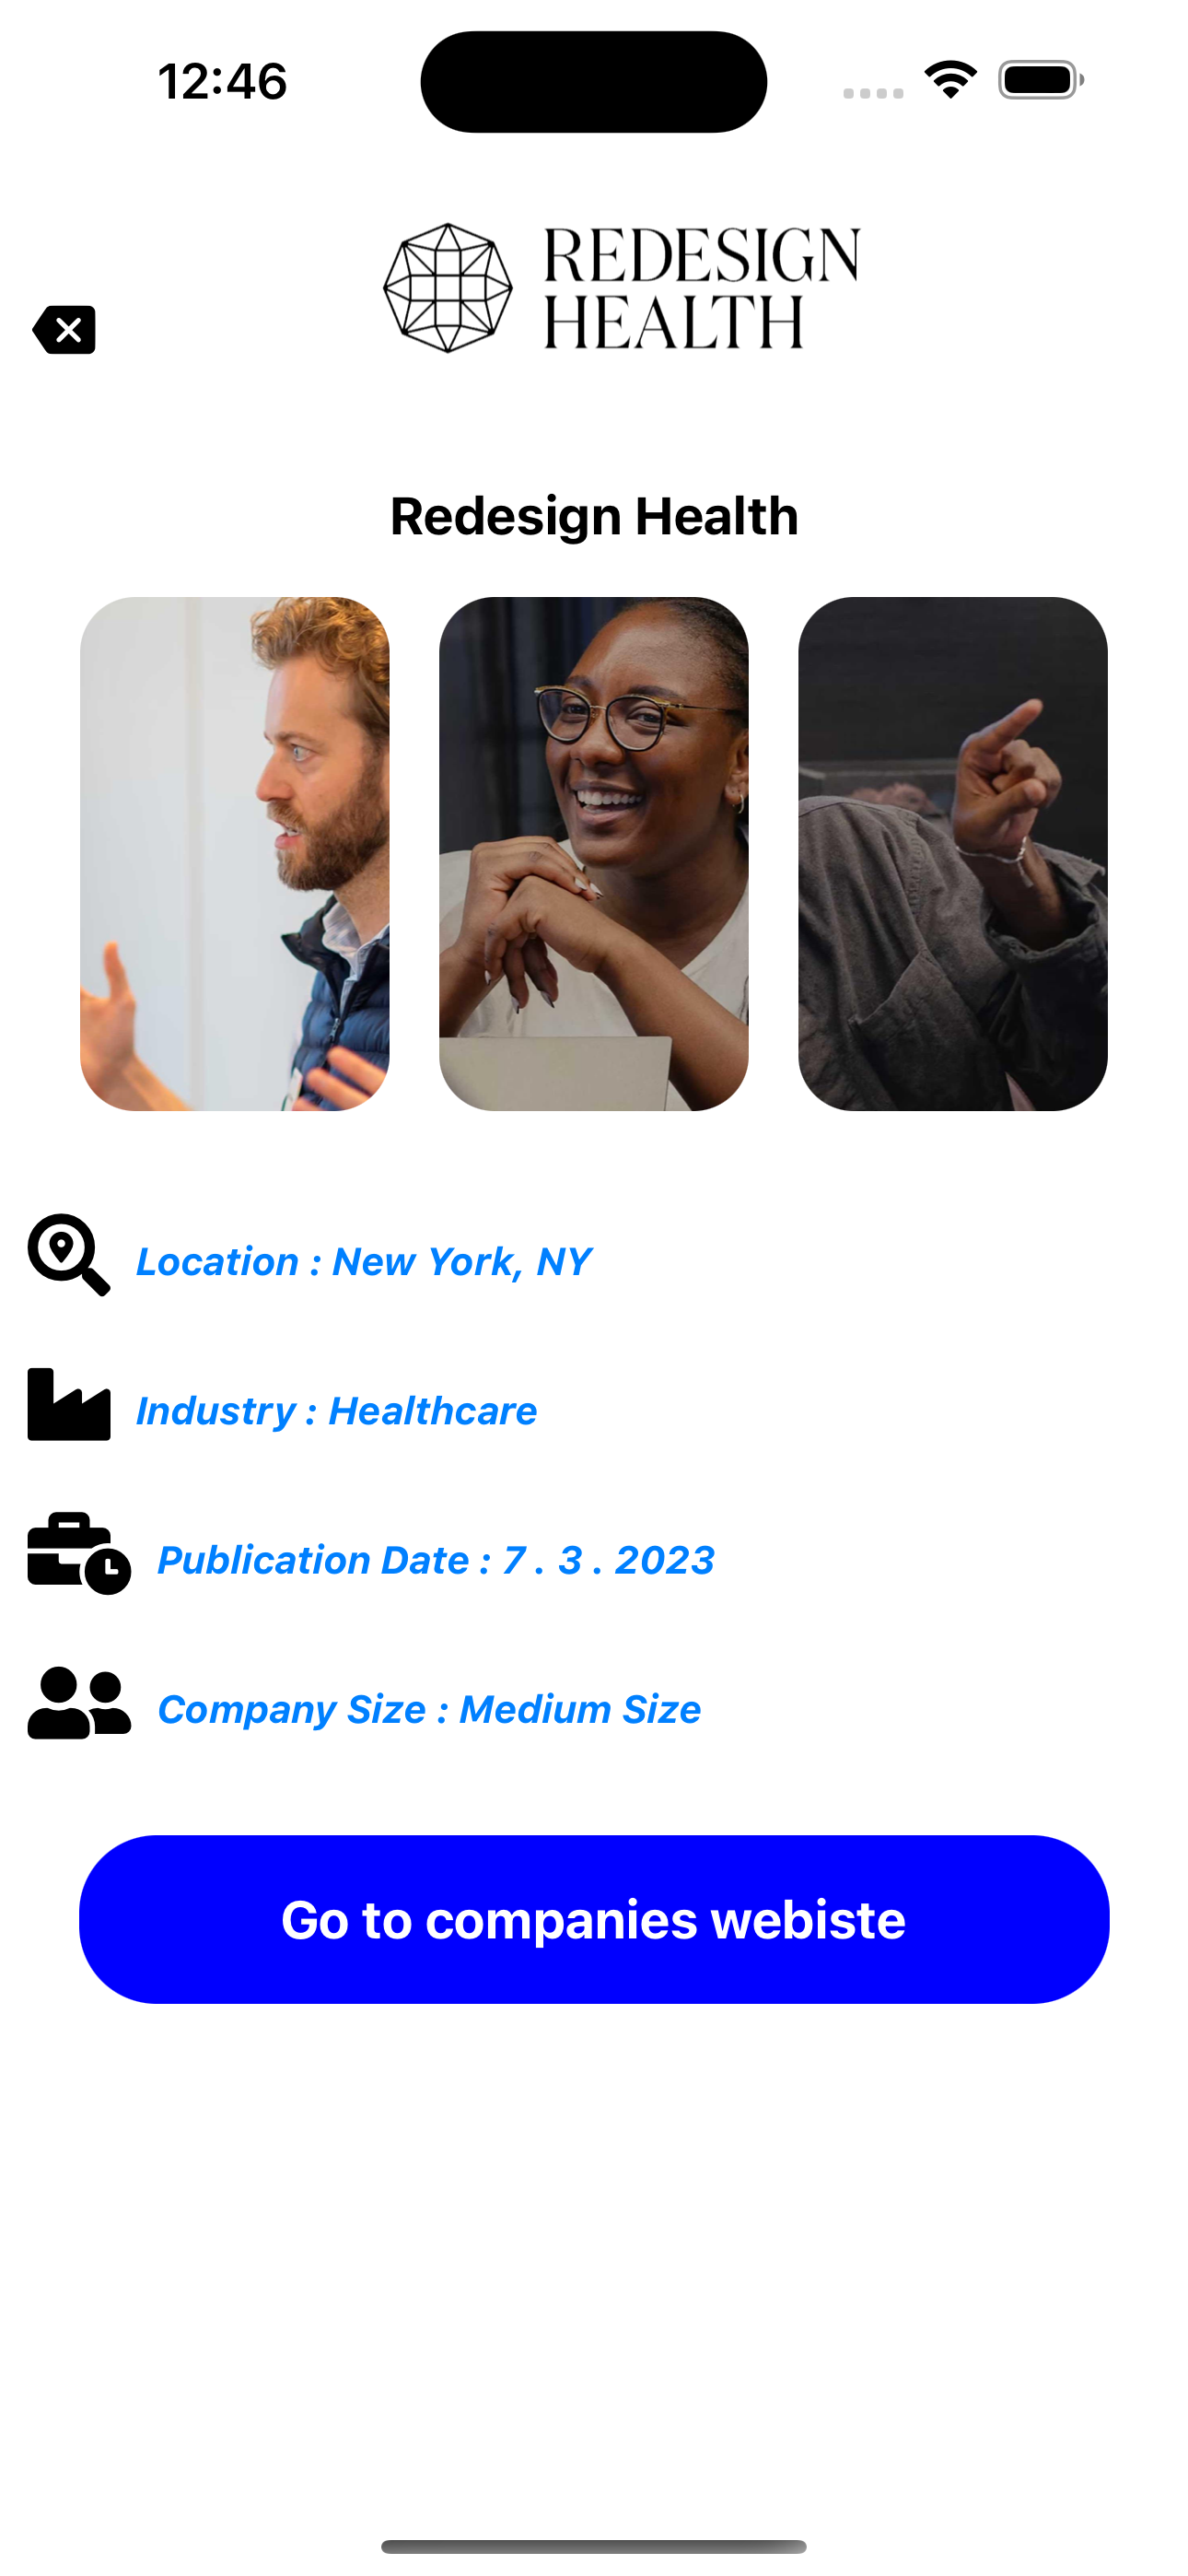 12:46
REDESIGN
HEALTH
Redesign Health
Location : New York, NY
Industry : Healthcare
Publication Date : 7 . 3 . 2023
Company Size : Medium Size
Go to companies webiste